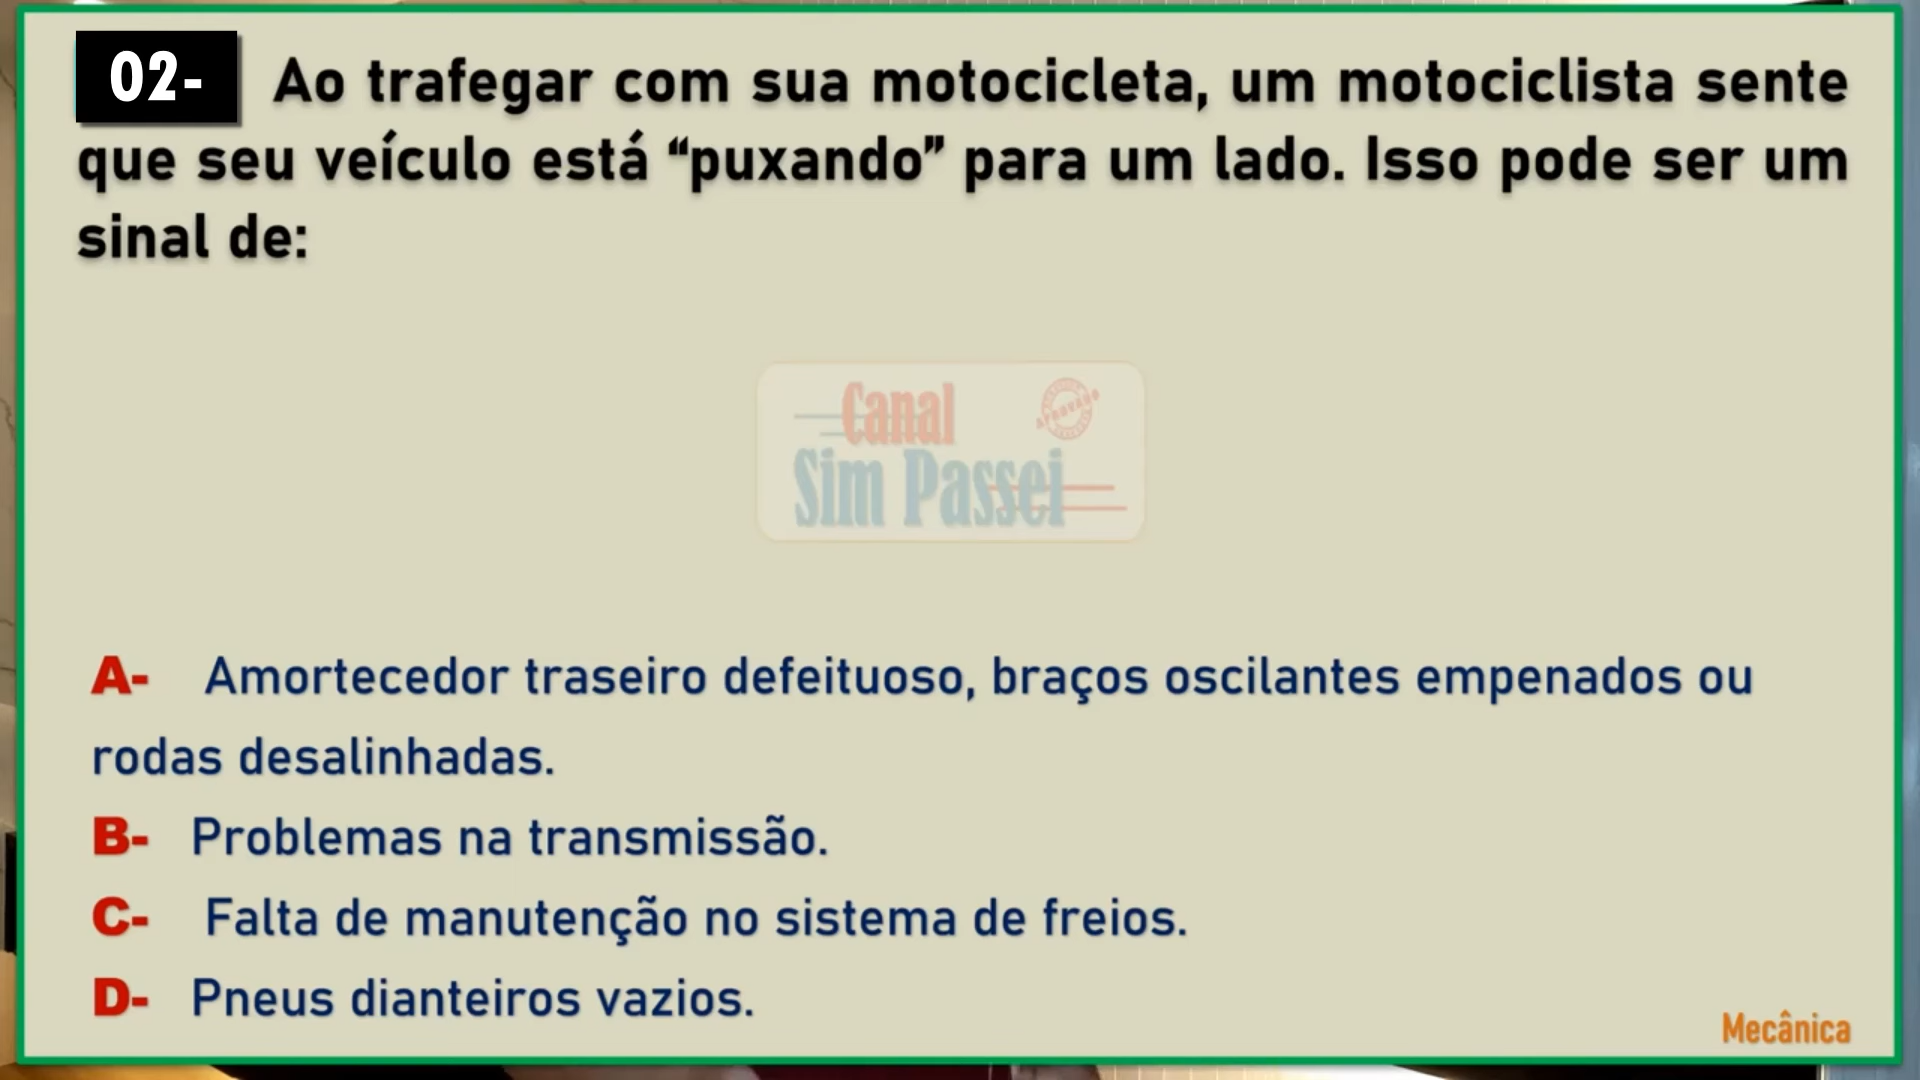 02- Ao trafegar com sua motocicleta, um motociclista sente
que seu veículo está “puxando” para um lado. Isso pode ser um
sinal de:
Canal
APROVADO
Sim Passei
A- Amortecedor traseiro defeituoso, braços oscilantes empenados ou
rodas desalinhadas.
B- Problemas na transmissão.
C- Falta de manutenção no sistema de freios.
D- Pneus dianteiros vazios.
Mecânica